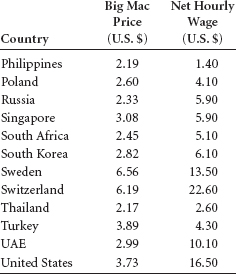 Big Mac Net Hourly
Price Wage
Country (U.S. $) (U.S. $)
Philippines 2.19 1.40
Poland 2.60 4.10
Russia 2.33 5.90
Singapore 3.08 5.90
South Africa 2.45 5.10
South Korea 2.82 6.10
Sweden 6.56 13.50
Switzerland 6.19 22.60
Thailand 2.17 2.60
Turkey 3.89 4.30
UAE 2.99 10.10
United States 3.73 16.50